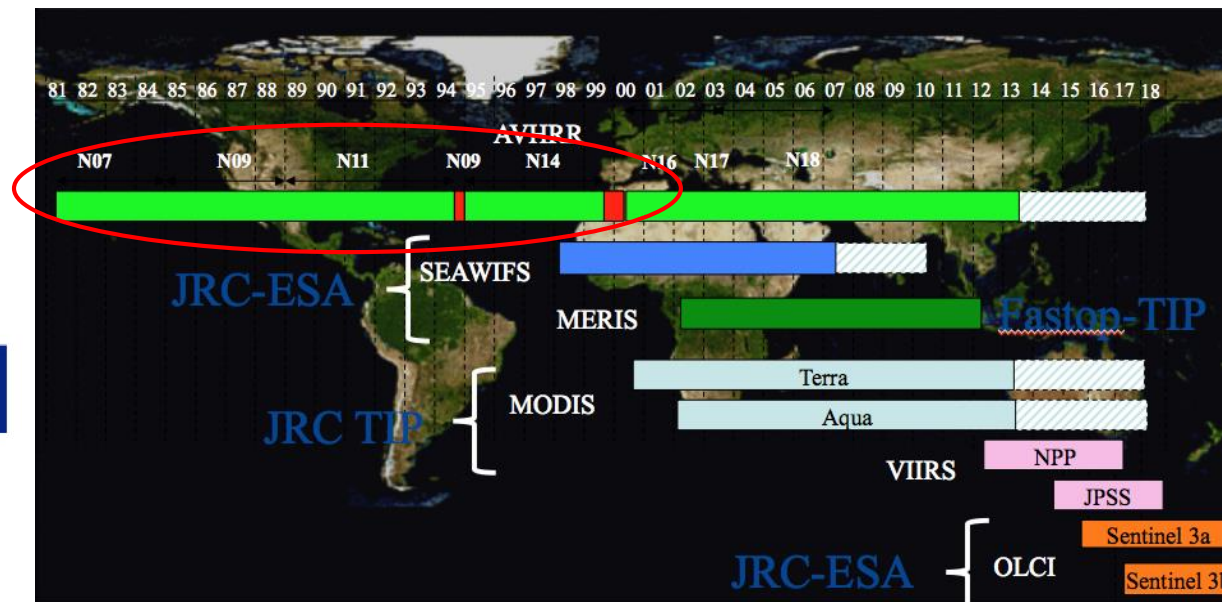 81 82 83 84 85 86 87 88 89 90 91 92 93 94 95 96 97 98 99 00 01 02 03 04 05 06 07 08 09 10 11 12 13 14 15 16 17 18
AVHRR
N07 N09 N11 N09 N14 N16 N17 N18
SEAWIFS
JRC-ESA
MERIS
Fastop-TIP
Terra
MODIS
Aqua
JRC TIP
VIIRS
NPP
JPSS
Sentinel 3a
OLCI
JRC-ESA
Sentinel 3b